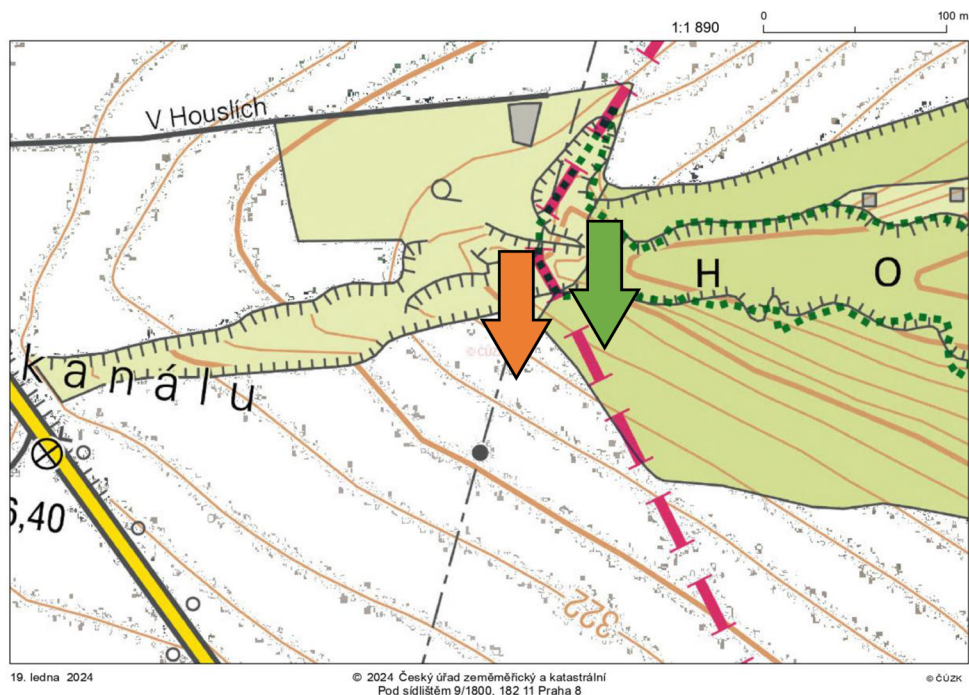 0 100 m
1:1 890
V Houslích
H O
© ČÚZK
kanálu
6,40
322
19. ledna 2024 © 2024 Český úřad zeměměřický a katastrální © ČÚZK
Pod sídlištěm 9/1800, 182 11 Praha 8